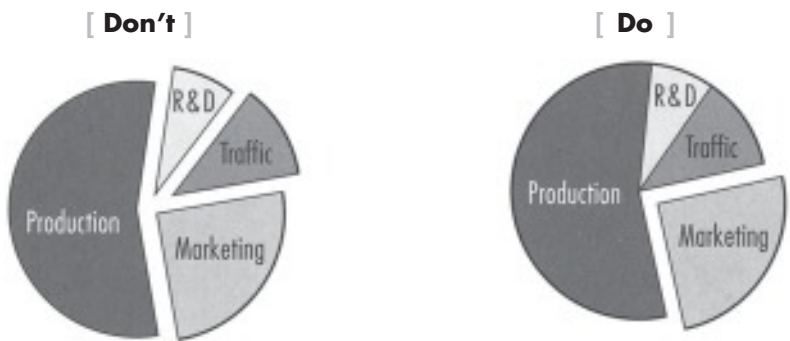 [ Don't ]
R&D
Traffic
Production
Marketing
[ Do ]
R&D
Traffic
Production
Marketing